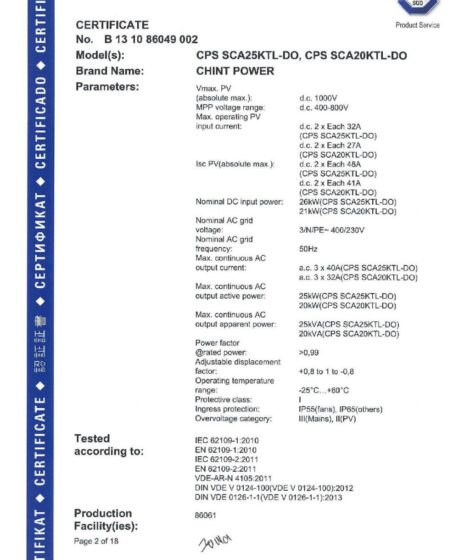 SÜD
Product Service
CERTIFICATE
No. B 13 10 86049 002
Model(s): CPS SCA25KTL-DO, CPS SCA20KTL-DO
Brand Name: CHINT POWER
Parameters:
Vmax. PV
(absolute max.): d.c. 1000V
MPP voltage range: d.c. 400-800V
Max. operating PV
input current: d.c. 2 x Each 32A
(CPS SCA25KTL-DO)
d.c. 2 x Each 27A
(CPS SCA20KTL-DO)
Isc PV(absolute max.): d.c. 2 x Each 48A
(CPS SCA25KTL-DO)
d.c. 2 x Each 41A
(CPS SCA20KTL-DO)
Nominal DC input power: 26kW(CPS SCA25KTL-DO)
21kW(CPS SCA20KTL-DO)
Nominal AC grid
voltage: 3/N/PE~ 400/230V
Nominal AC grid
frequency: 50Hz
Max. continuous AC
output current: a.c. 3 x 40A(CPS SCA25KTL-DO)
a.c. 3 x 32A(CPS SCA20KTL-DO)
Max. continuous AC
output active power: 25kW(CPS SCA25KTL-DO)
20kW(CPS SCA20KTL-DO)
Max. continuous AC
output apparent power: 25kVA(CPS SCA25KTL-DO)
20kVA(CPS SCA20KTL-DO)
Power factor
@rated power: >0,99
Adjustable displacement
factor: +0,8 to 1 to -0,8
Operating temperature
range: -25°C...+60°C
Protective class: I
Ingress protection: IP55(fans), IP65(others)
Overvoltage category: III(Mains), II(PV)
Tested
according to:
IEC 62109-1:2010
EN 62109-1:2010
IEC 62109-2:2011
EN 62109-2:2011
VDE-AR-N 4105:2011
DIN VDE V 0124-100(VDE V 0124-100):2012
DIN VDE 0126-1-1(VDE V 0126-1-1):2013
Production
Facility(ies): 86061
Page 2 of 18
TIFIKAT ◆ CERTIFICATE ◆ 認証証書 ◆ СЕРТИФИКАТ ◆ CERTIFICADO ◆ CERTIF